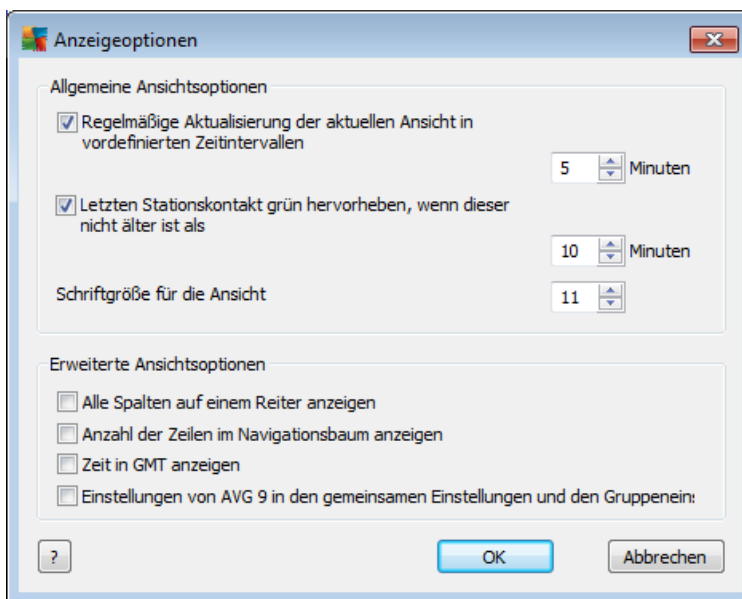 Anzeigeoptionen
Allgemeine Ansichtsoptionen
Regelmäßige Aktualisierung der aktuellen Ansicht in
vordefinierten Zeitintervallen
5 Minuten
Letzten Stationskontakt grün hervorheben, wenn dieser
nicht älter ist als
10 Minuten
Schriftgröße für die Ansicht 11
Erweiterte Ansichtsoptionen
Alle Spalten auf einem Reiter anzeigen
Anzahl der Zeilen im Navigationsbaum anzeigen
Zeit in GMT anzeigen
Einstellungen von AVG 9 in den gemeinsamen Einstellungen und den Gruppeneins
? OK Abbrechen